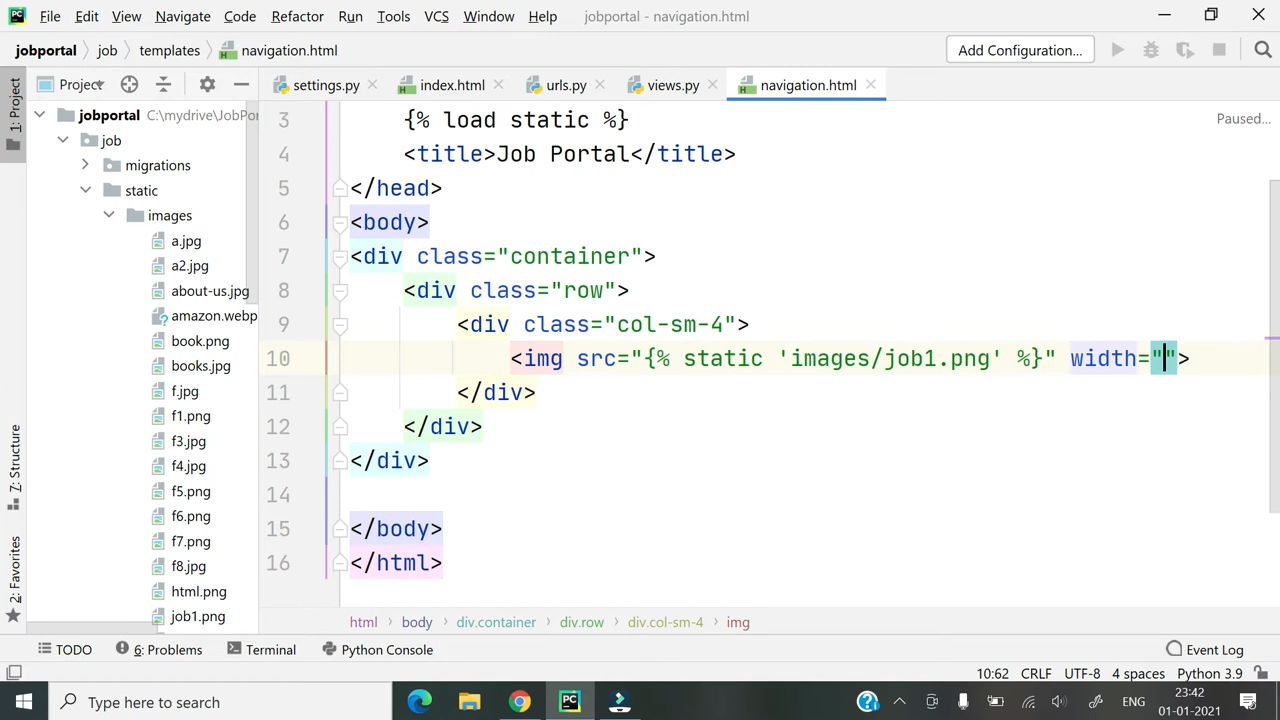 File Edit View Navigate Code Refactor Run Tools VCS Window Help jobportal - navigation.html
jobportal job templates navigation.html Add Configuration...
1: Project
Project
settings.py index.html urls.py views.py navigation.html
jobportal C:\mydrive\JobPor
job
migrations
static
images
a.jpg
a2.jpg
about-us.jpg
amazon.webp
book.png
books.jpg
f.jpg
f1.png
f3.jpg
f4.jpg
f5.png
f6.png
f7.png
f8.jpg
html.png
job1.png
7: Structure
2: Favorites
Paused...
3 {% load static %}
4 <title>Job Portal</title>
5 </head>
6 <body>
7 <div class="container">
8 <div class="row">
9 <div class="col-sm-4">
10 <img src="{% static 'images/job1.png' %}" width="">
11 </div>
12 </div>
13 </div>
14
15 </body>
16 </html>
html body div.container div.row div.col-sm-4 img
TODO 6: Problems Terminal Python Console Event Log
10:62 CRLF UTF-8 4 spaces Python 3.9
Type here to search
ENG
23:42
01-01-2021